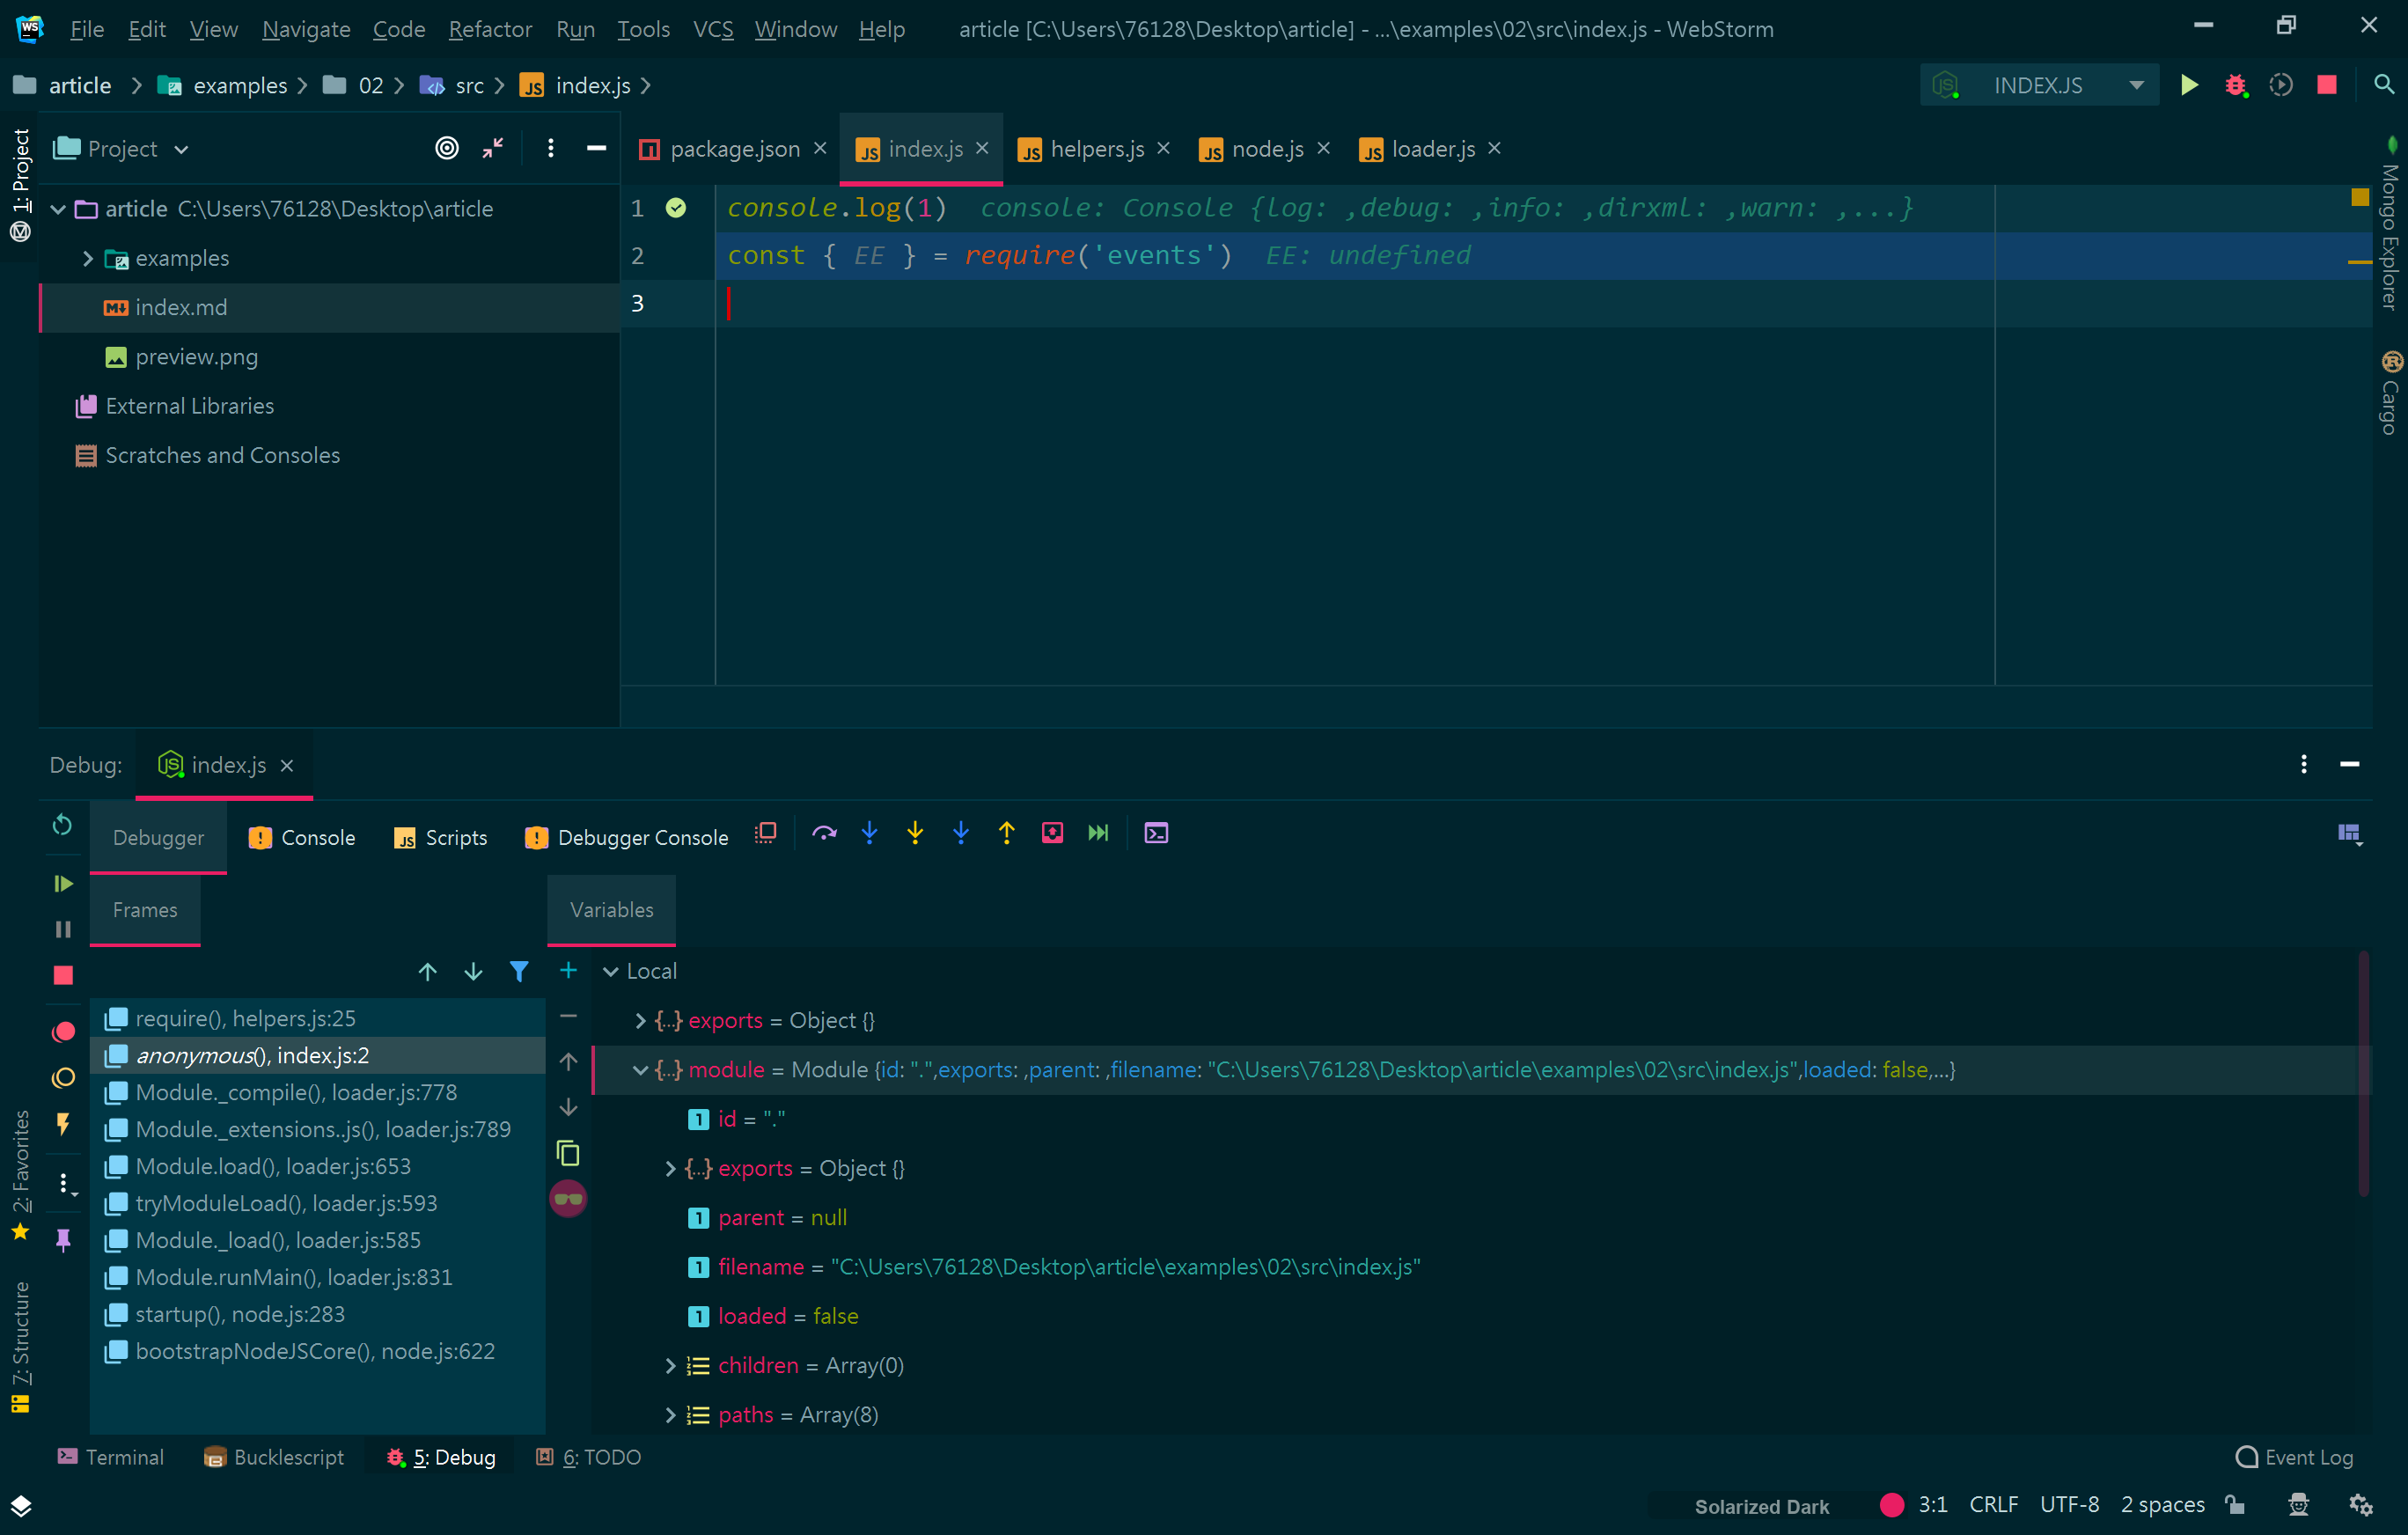 File Edit View Navigate Code Refactor Run Tools VCS Window Help article [C:\Users\76128\Desktop\article] - ...\examples\02\src\index.js - WebStorm
article examples 02 src index.js INDEX.JS
1: Project
Project
package.json index.js helpers.js node.js loader.js
article C:\Users\76128\Desktop\article
examples
index.md
preview.png
External Libraries
Scratches and Consoles
1 console.log(1) console: Console {log: ,debug: ,info: ,dirxml: ,warn: ,...}
2 const { EE } = require('events') EE: undefined
3
Mongo Explorer
Cargo
Debug: index.js
Debugger Console Scripts Debugger Console
Frames
require(), helpers.js:25
anonymous(), index.js:2
Module._compile(), loader.js:778
Module._extensions..js(), loader.js:789
Module.load(), loader.js:653
tryModuleLoad(), loader.js:593
Module._load(), loader.js:585
Module.runMain(), loader.js:831
startup(), node.js:283
bootstrapNodeJSCore(), node.js:622
Variables
Local
{...} exports = Object {}
{...} module = Module {id: ".",exports: ,parent: ,filename: "C:\Users\76128\Desktop\article\examples\02\src\index.js",loaded: false,...}
id = "."
{...} exports = Object {}
parent = null
filename = "C:\Users\76128\Desktop\article\examples\02\src\index.js"
loaded = false
children = Array(0)
paths = Array(8)
2: Favorites
7: Structure
Terminal Bucklescript 5: Debug 6: TODO Event Log
Solarized Dark 3:1 CRLF UTF-8 2 spaces